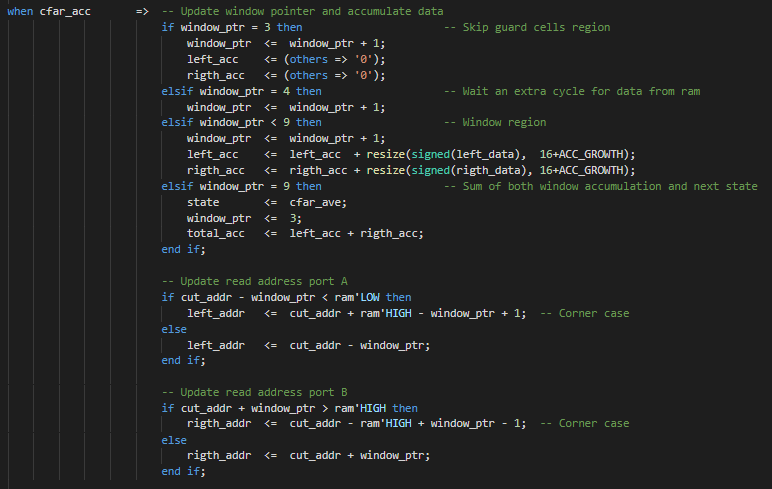 when cfar_acc => -- Update window pointer and accumulate data
if window_ptr = 3 then -- Skip guard cells region
window_ptr <= window_ptr + 1;
left_acc <= (others => '0');
rigth_acc <= (others => '0');
elsif window_ptr = 4 then -- Wait an extra cycle for data from ram
window_ptr <= window_ptr + 1;
elsif window_ptr < 9 then -- Window region
window_ptr <= window_ptr + 1;
left_acc <= left_acc + resize(signed(left_data), 16+ACC_GROWTH);
rigth_acc <= rigth_acc + resize(signed(rigth_data), 16+ACC_GROWTH);
elsif window_ptr = 9 then -- Sum of both window accumulation and next state
state <= cfar_ave;
window_ptr <= 3;
total_acc <= left_acc + rigth_acc;
end if;
-- Update read address port A
if cut_addr - window_ptr < ram'LOW then
left_addr <= cut_addr + ram'HIGH - window_ptr + 1; -- Corner case
else
left_addr <= cut_addr - window_ptr;
end if;
-- Update read address port B
if cut_addr + window_ptr > ram'HIGH then
rigth_addr <= cut_addr - ram'HIGH + window_ptr - 1; -- Corner case
else
rigth_addr <= cut_addr + window_ptr;
end if;